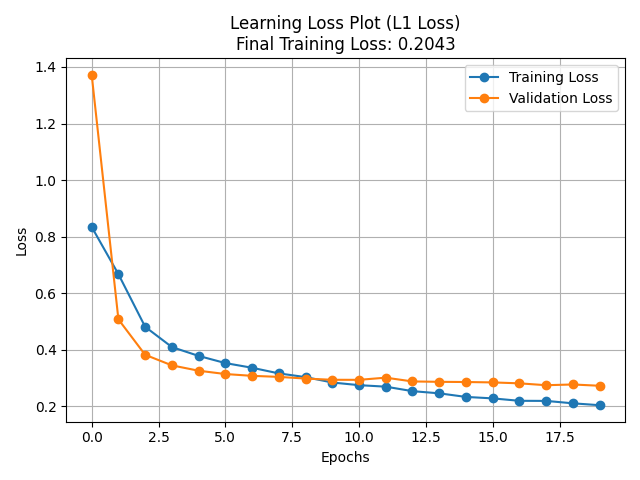 Learning Loss Plot (L1 Loss)
Final Training Loss: 0.2043
Training Loss
Validation Loss
1.4
1.2
1.0
0.8
0.6
0.4
0.2
Loss
0.0 2.5 5.0 7.5 10.0 12.5 15.0 17.5
Epochs